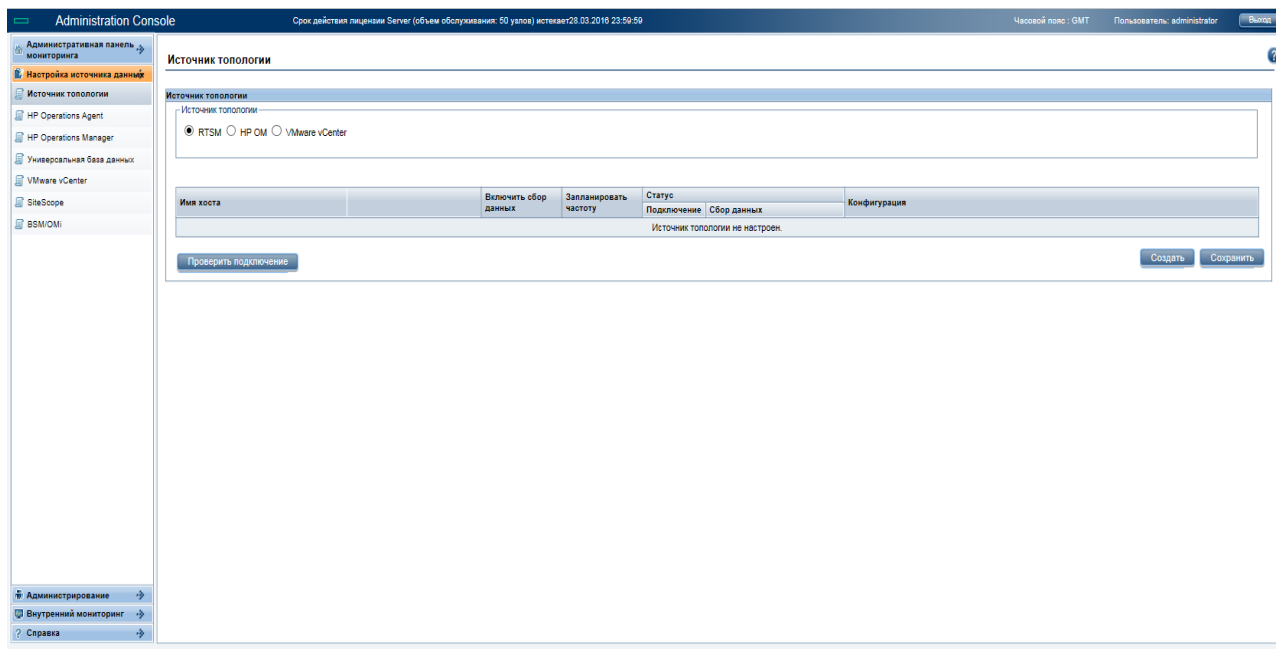 Administration Console
Срок действия лицензии Server (объем обслуживания: 50 узлов) истекает28.03.2016 23:59:59
Часовой пояс : GMT
Пользователь: administrator
Выход
Административная панель мониторинга
Настройка источника данных
Источник топологии
HP Operations Agent
HP Operations Manager
Универсальная база данных
VMware vCenter
SiteScope
BSM/OMi
Администрирование
Внутренний мониторинг
? Справка
Источник топологии
?
Источник топологии
Источник топологии
RTSM HP OM VMware vCenter
Имя хоста
Включить сбор данных
Запланировать частоту
Статус
Подключение
Сбор данных
Конфигурация
Источник топологии не настроен.
Проверить подключение
Создать
Сохранить